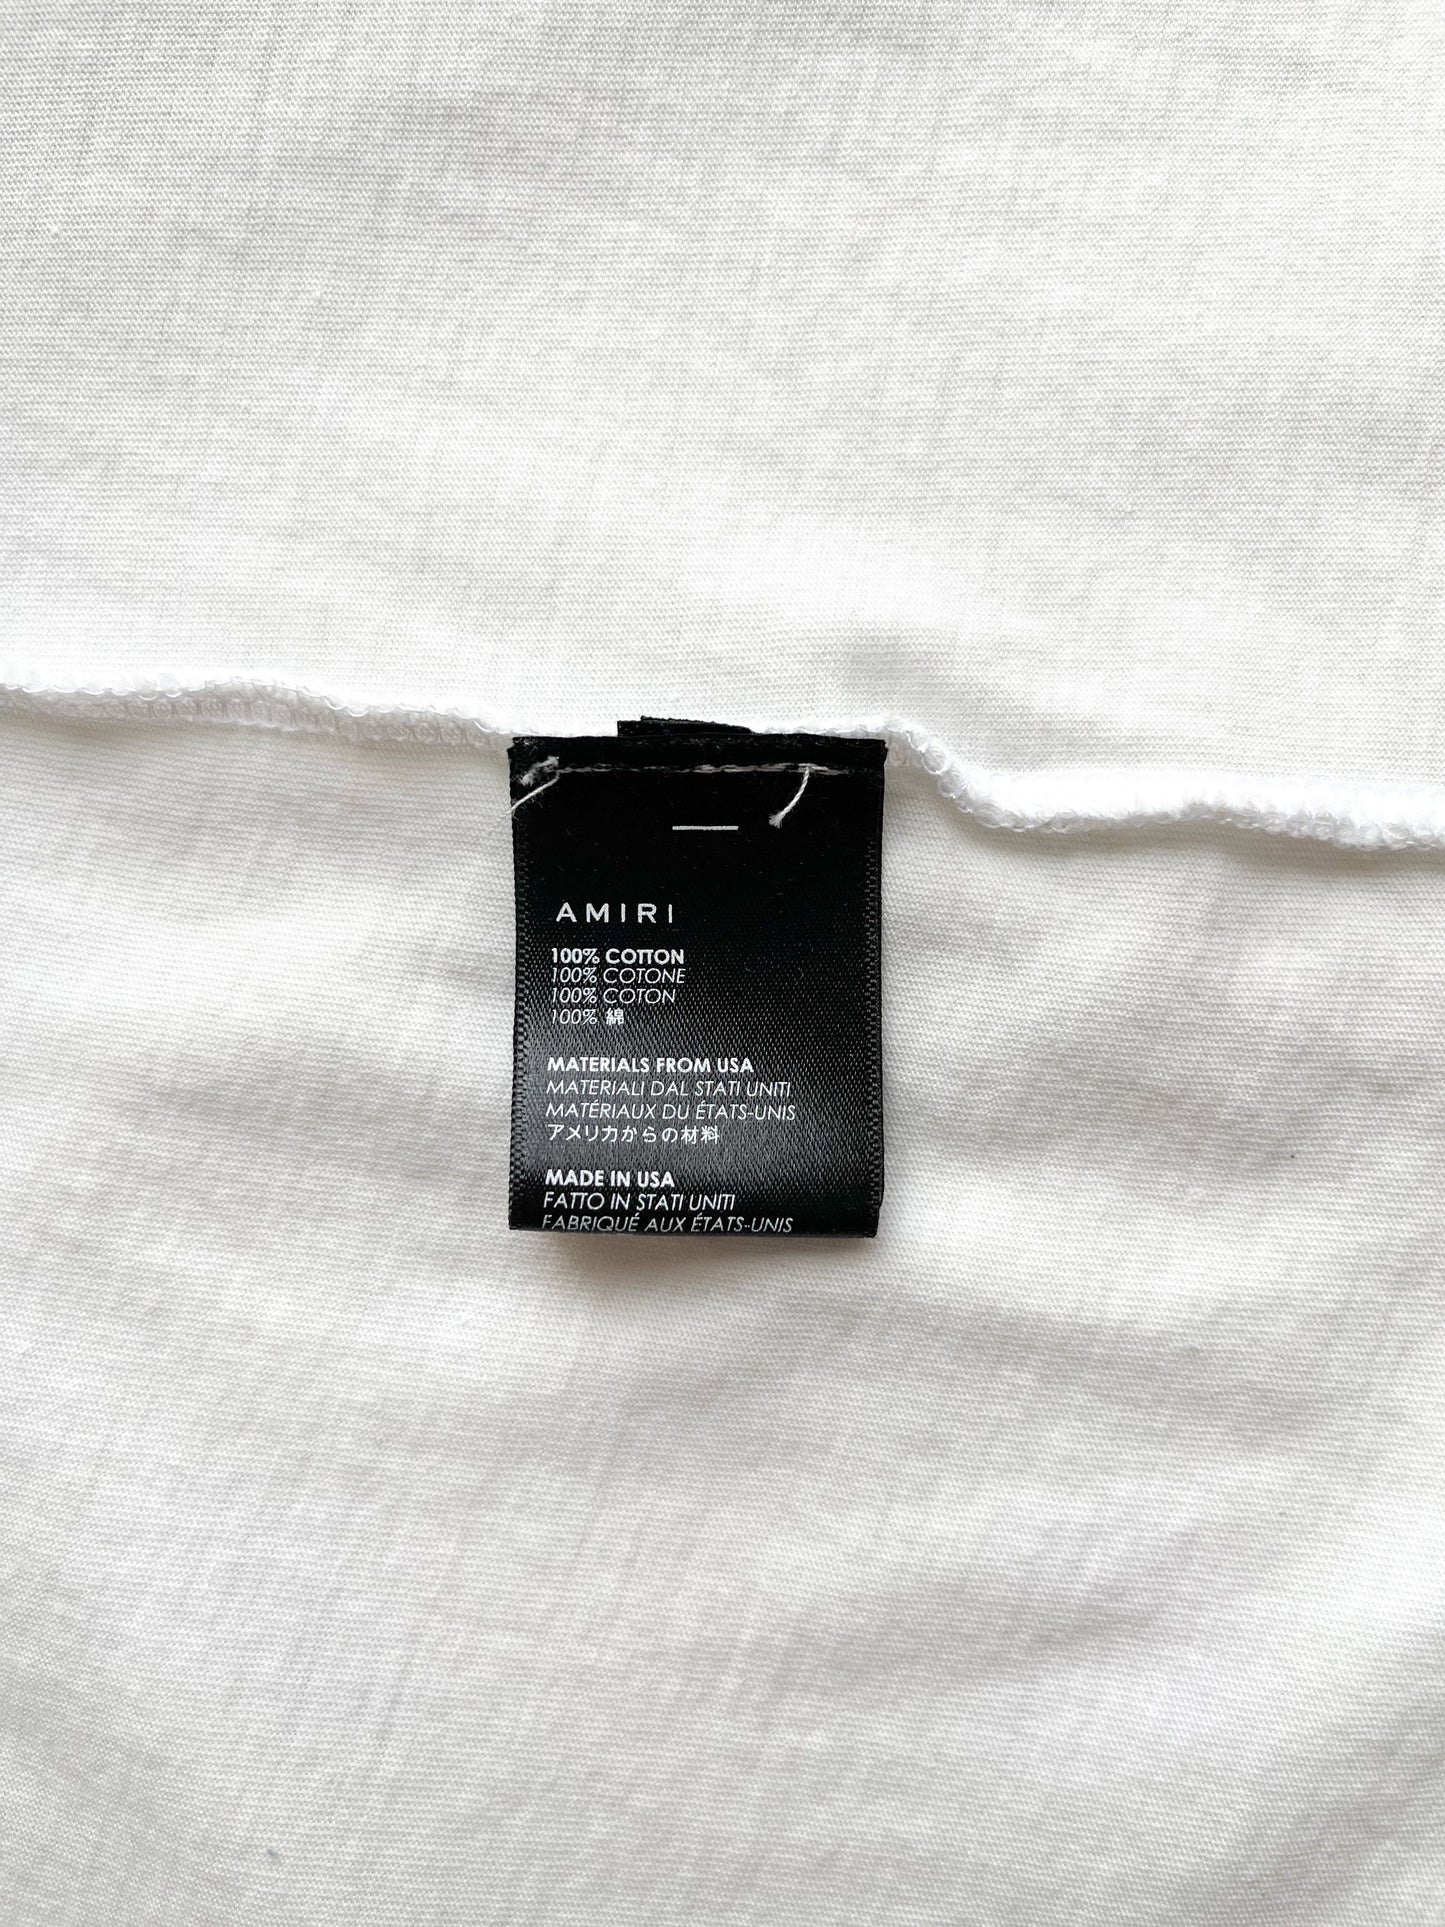 AMIRI
100% COTTON
100% COTONE
100% COTON
100% 綿
MATERIALS FROM USA
MATERIALI DAL STATI UNITI
MATÉRIAUX DU ÉTATS-UNIS
アメリカからの材料
MADE IN USA
FATTO IN STATI UNITI
FABRIQUÉ AUX ÉTATS-UNIS